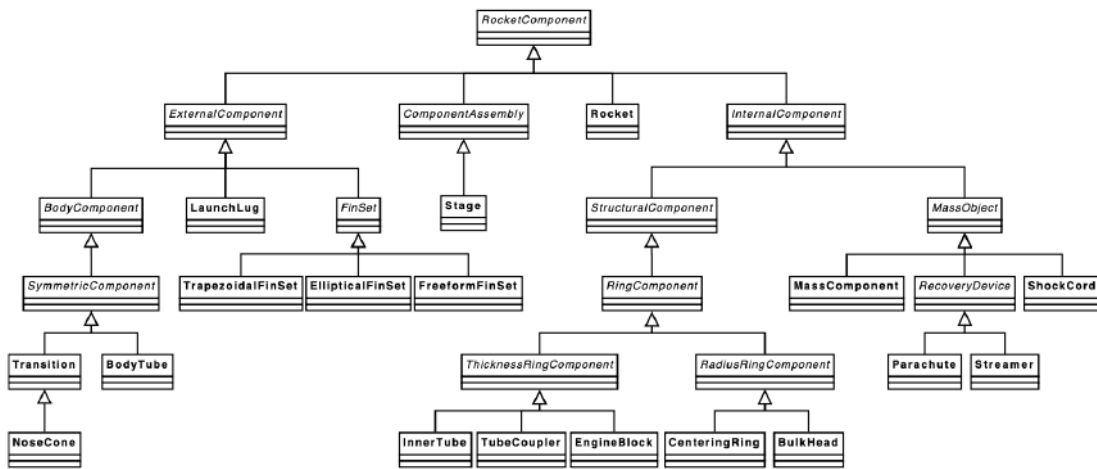 RocketComponent
ExternalComponent
ComponentAssembly
Rocket
InternalComponent
BodyComponent
LaunchLug
FinSet
Stage
StructuralComponent
MassObject
SymmetricComponent
TrapezoidalFinSet
EllipticalFinSet
FreeformFinSet
RingComponent
MassComponent
RecoveryDevice
ShockCord
Transition
BodyTube
ThicknessRingComponent
RadiusRingComponent
Parachute
Streamer
NoseCone
InnerTube
TubeCoupler
EngineBlock
CenteringRing
BulkHead